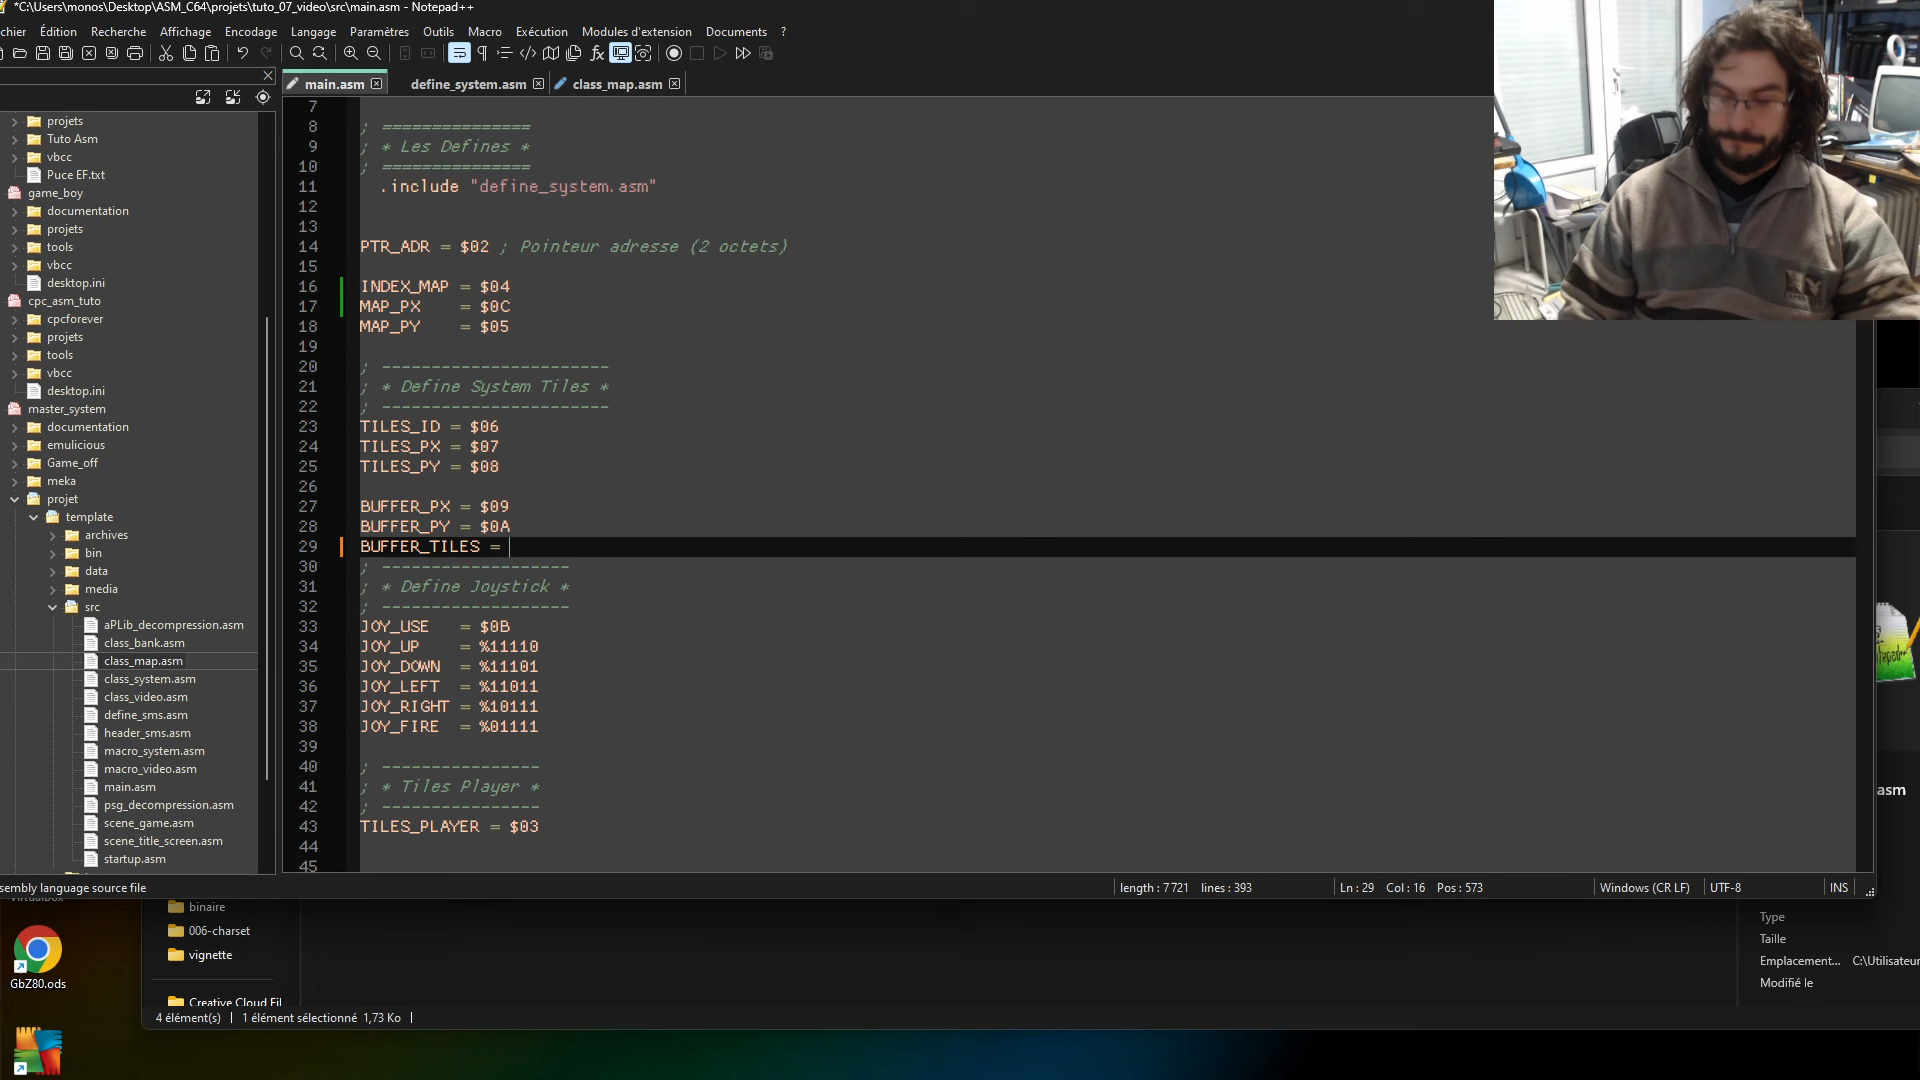 *C:\Users\monos\Desktop\ASM_C64\projets\tuto_07_video\src\main.asm - Notepad++
chier Édition Recherche Affichage Encodage Langage Paramètres Outils Macro Exécution Modules d'extension Documents ?
main.asm define_system.asm class_map.asm
projets
Tuto Asm
vbcc
Puce EF.txt
game_boy
documentation
projets
tools
vbcc
desktop.ini
cpc_asm_tuto
cpcforever
projets
tools
vbcc
desktop.ini
master_system
documentation
emulicious
Game_off
meka
projet
template
archives
bin
data
media
src
aPLib_decompression.asm
class_bank.asm
class_map.asm
class_system.asm
class_video.asm
define_sms.asm
header_sms.asm
macro_system.asm
macro_video.asm
main.asm
psg_decompression.asm
scene_game.asm
scene_title_screen.asm
startup.asm
7
8 ; ===============
9 ; * Les Defines *
10 ; ===============
11 .include "define_system.asm"
12
13
14 PTR_ADR = $02 ; Pointeur adresse (2 octets)
15
16 INDEX_MAP = $04
17 MAP_PX = $0C
18 MAP_PY = $05
19
20 ; -----------------------
21 ; * Define System Tiles *
22 ; -----------------------
23 TILES_ID = $06
24 TILES_PX = $07
25 TILES_PY = $08
26
27 BUFFER_PX = $09
28 BUFFER_PY = $0A
29 BUFFER_TILES =
30 ; -------------------
31 ; * Define Joystick *
32 ; -------------------
33 JOY_USE = $0B
34 JOY_UP = %11110
35 JOY_DOWN = %11101
36 JOY_LEFT = %11011
37 JOY_RIGHT = %10111
38 JOY_FIRE = %01111
39
40 ; ----------------
41 ; * Tiles Player *
42 ; ----------------
43 TILES_PLAYER = $03
44
45
sembly language source file length : 7 721 lines : 393 Ln : 29 Col : 16 Pos : 573 Windows (CR LF) UTF-8 INS
asm
binaire
006-charset
vignette
Creative Cloud Fil
4 élément(s) 1 élément sélectionné 1,73 Ko
Type
Taille
Emplacement... C:\Utilisateur
Modifié le
GbZ80.ods